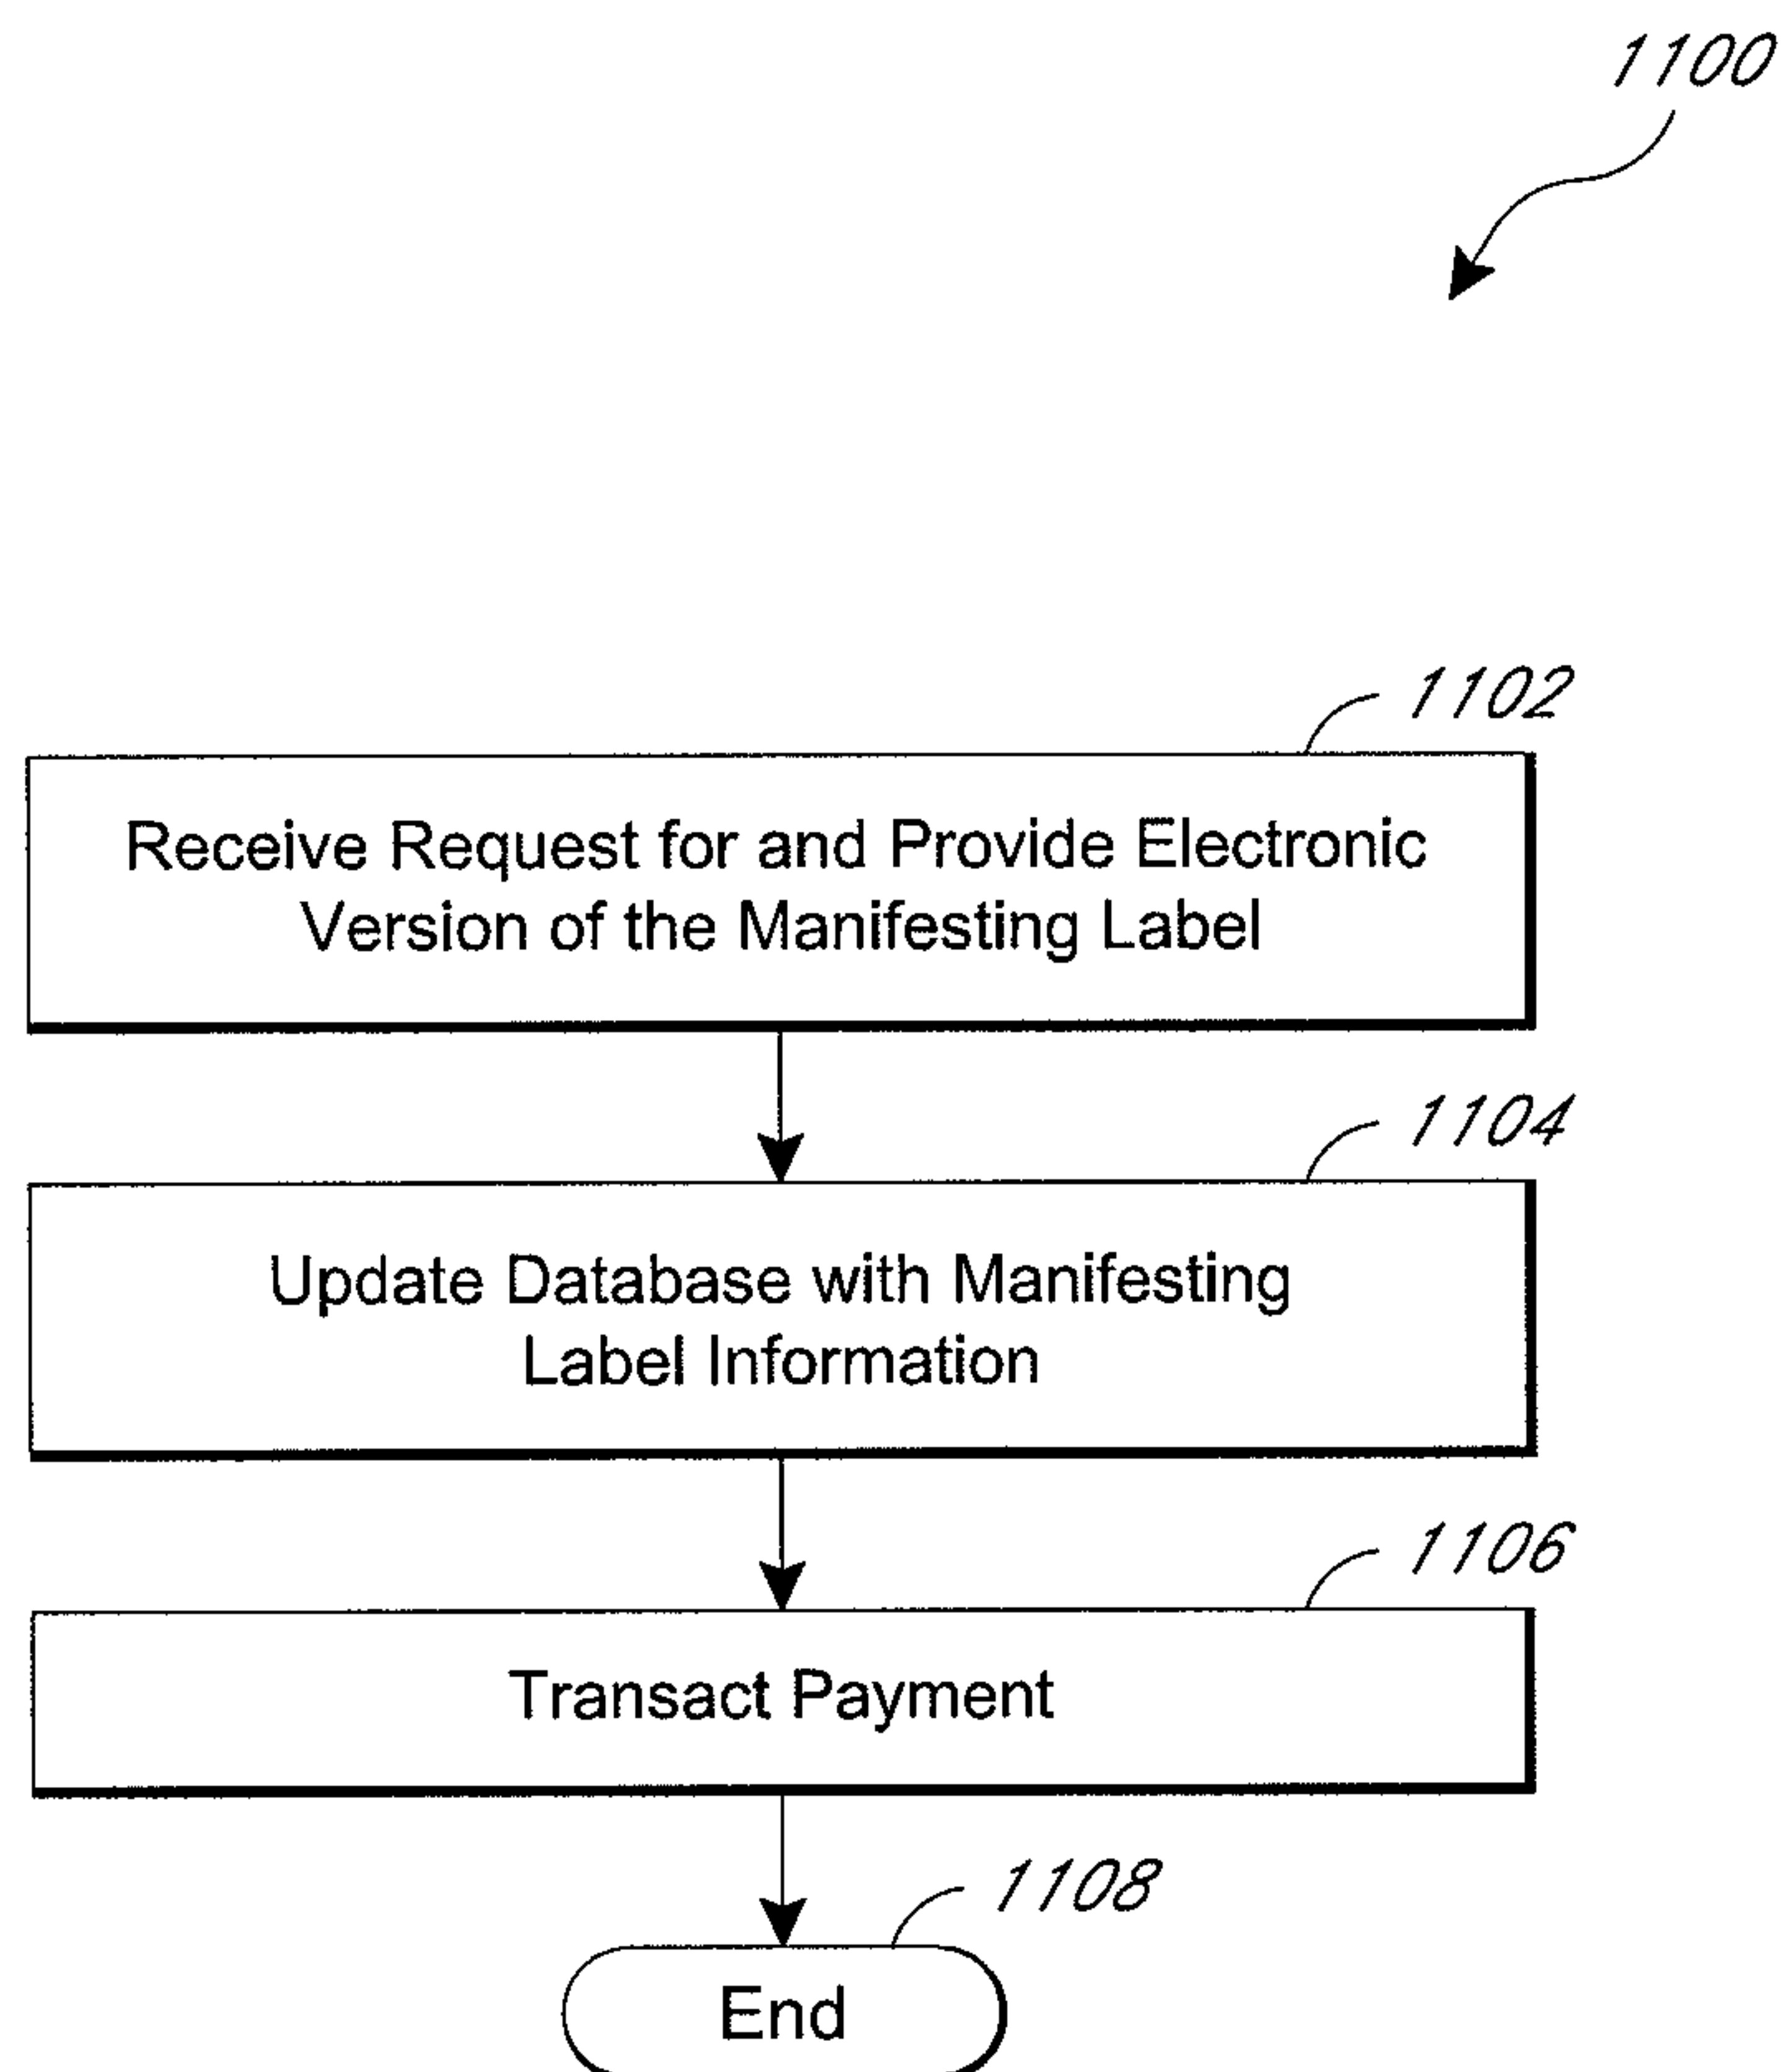 1100
1102
Receive Request for and Provide Electronic
Version of the Manifesting Label
1104
Update Database with Manifesting
Label Information
1106
Transact Payment
1108
End